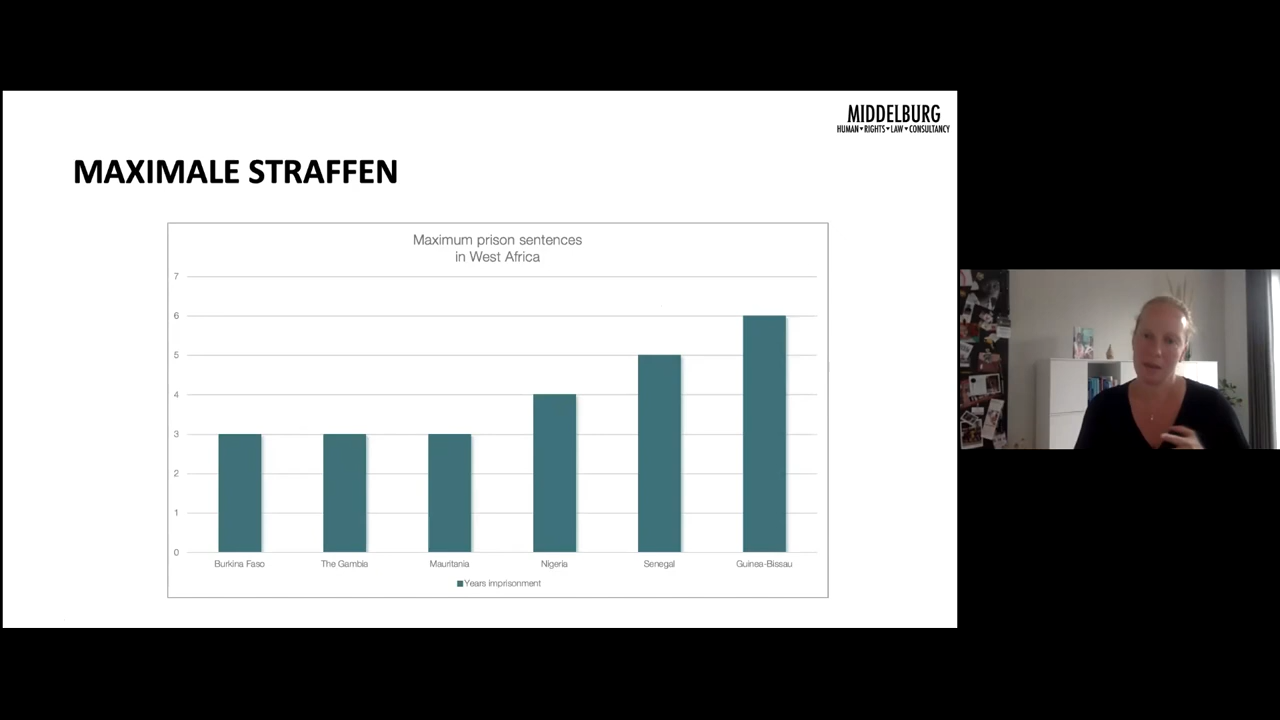 MIDDELBURG
HUMAN♥RIGHTS♥LAW♥CONSULTANCY
MAXIMALE STRAFFEN
Maximum prison sentences
in West Africa
7
6
5
4
3
2
1
0
Burkina Faso The Gambia Mauritania Nigeria Senegal Guinea-Bissau
Years imprisonment